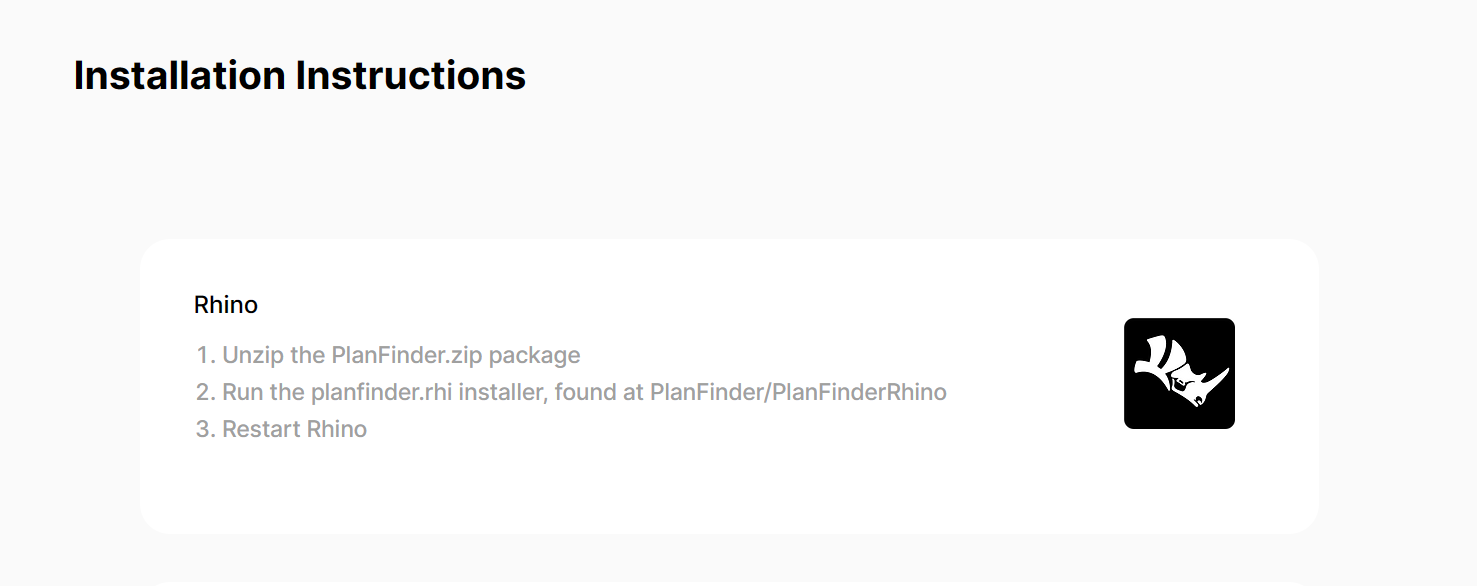 Installation Instructions
Rhino
1. Unzip the PlanFinder.zip package
2. Run the planfinder.rhi installer, found at PlanFinder/PlanFinderRhino
3. Restart Rhino